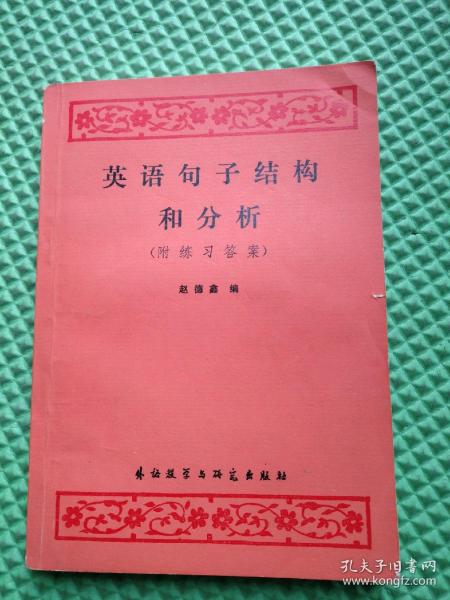 英语句子结构
和分析
(附练习答案)
赵德鑫 编
外语教学与研究出版社
孔夫子旧书网
www.kongfz.com